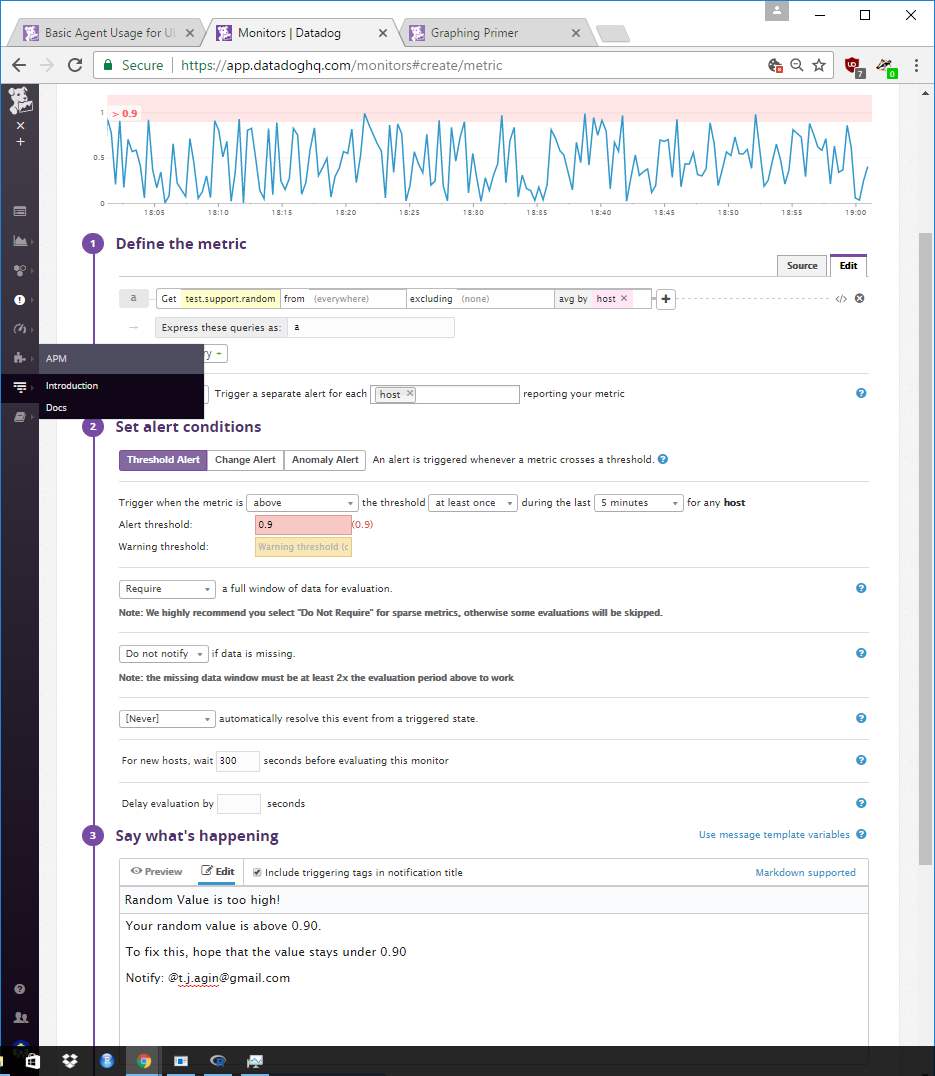 Basic Agent Usage for U
Monitors | Datadog
Graphing Primer
Secure
https://app.datadoghq.com/monitors#create/metric
7
0
1
> 0.9
0.5
0
18:05 18:10 18:15 18:20 18:25 18:30 18:35 18:40 18:45 18:50 18:55 19:00
1 Define the metric
Source Edit
a Get test.support.random from (everywhere) excluding (none) avg by host × +
Express these queries as: a
APM
ry +
Introduction
Trigger a separate alert for each host × reporting your metric
Docs
2 Set alert conditions
Threshold Alert Change Alert Anomaly Alert An alert is triggered whenever a metric crosses a threshold.
Trigger when the metric is above the threshold at least once during the last 5 minutes for any host
Alert threshold: 0.9 (0.9)
Warning threshold: Warning threshold (o
Require a full window of data for evaluation.
Note: We highly recommend you select "Do Not Require" for sparse metrics, otherwise some evaluations will be skipped.
Do not notify if data is missing.
Note: the missing data window must be at least 2x the evaluation period above to work
[Never] automatically resolve this event from a triggered state.
For new hosts, wait 300 seconds before evaluating this monitor
Delay evaluation by seconds
3 Say what's happening
Use message template variables
Preview Edit Include triggering tags in notification title Markdown supported
Random Value is too high!
Your random value is above 0.90.
To fix this, hope that the value stays under 0.90
Notify: @t.j.agin@gmail.com